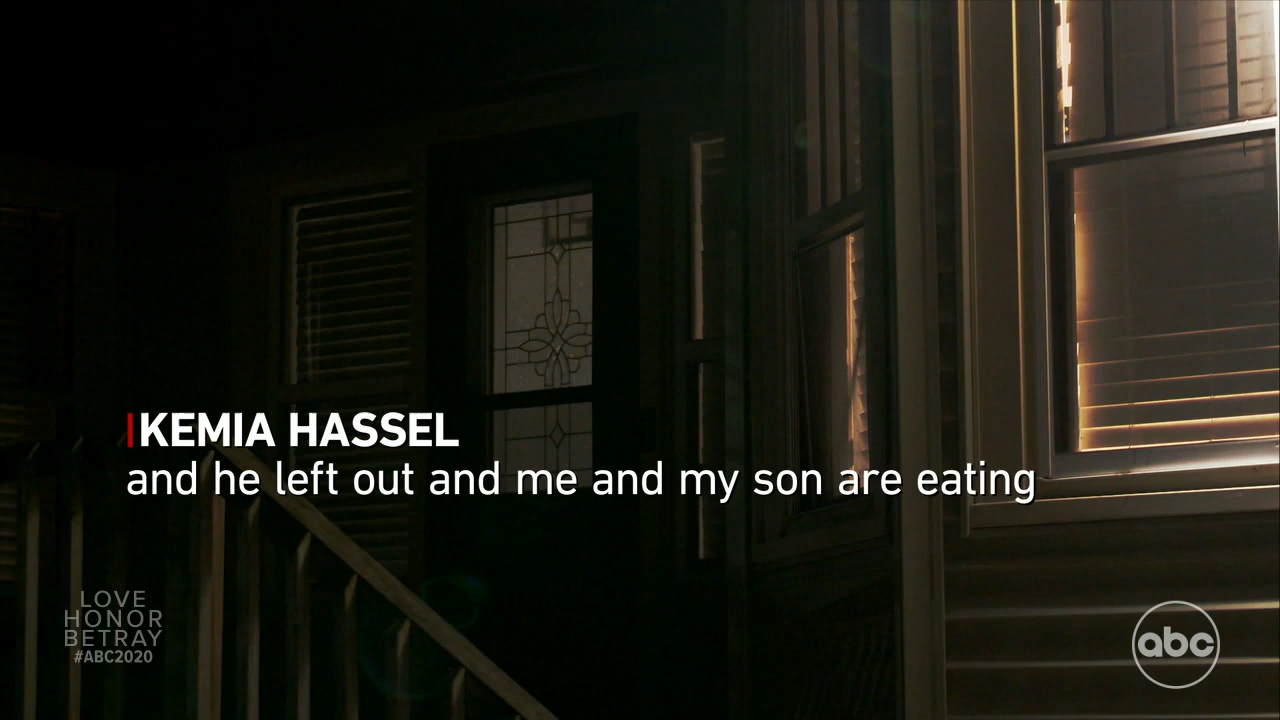 KEMIA HASSEL
and he left out and me and my son are eating
LOVE
HONOR
BETRAY
#ABC2020
abc